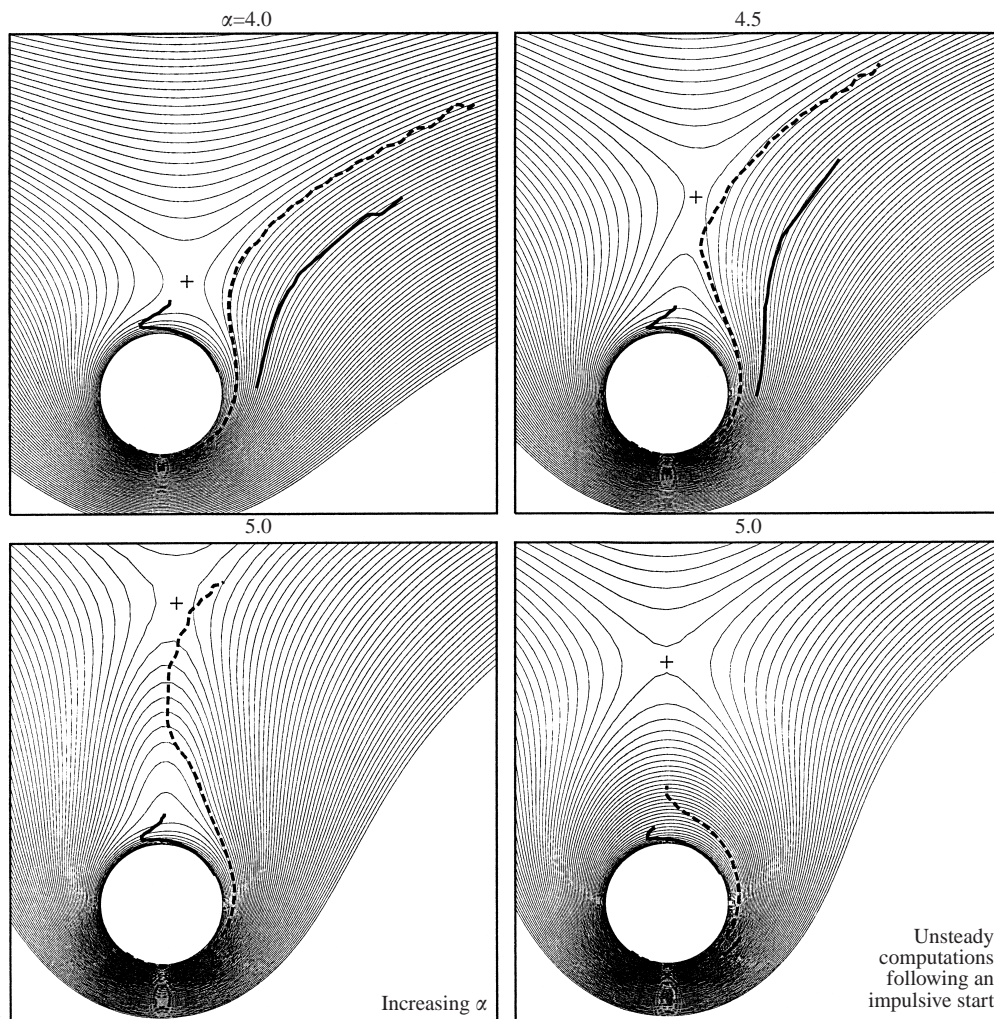 α=4.0
4.5
5.0
5.0
Increasing α
Unsteady
computations
following an
impulsive start